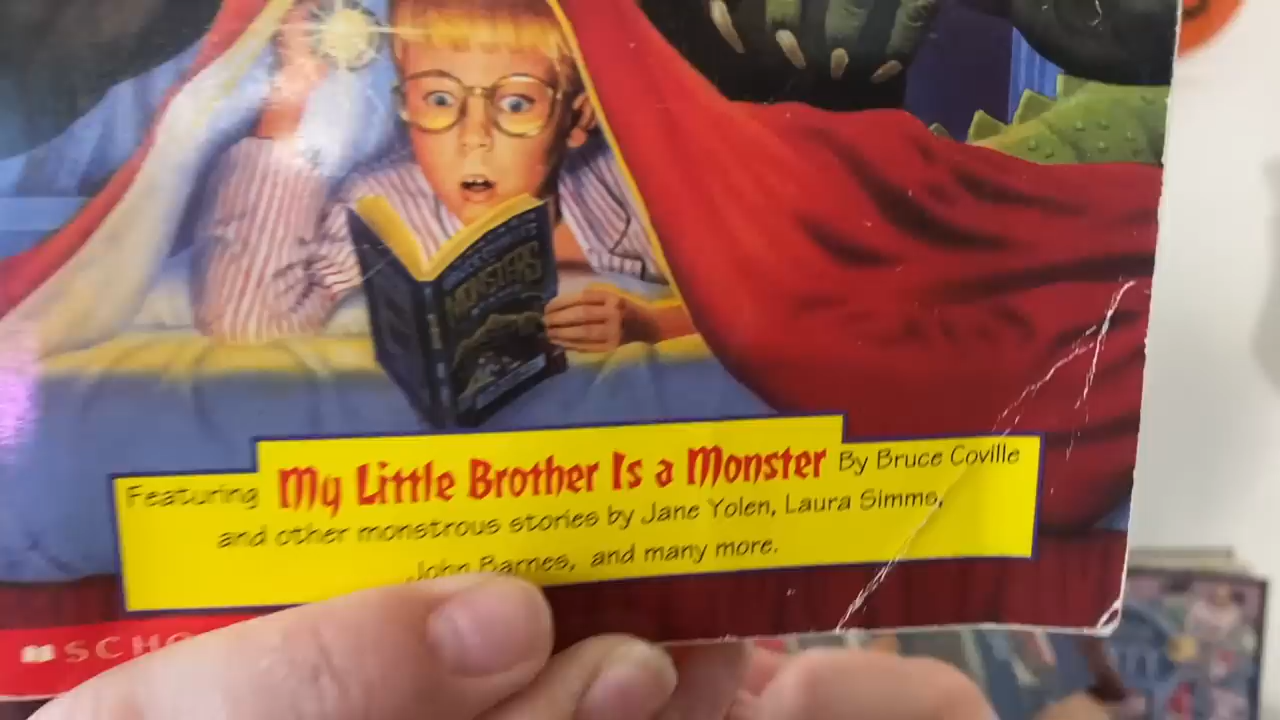 MONSTERS
Featuring My Little Brother Is a Monster By Bruce Coville
and other monstrous stories by Jane Yolen, Laura Simms,
John Barnes, and many more.